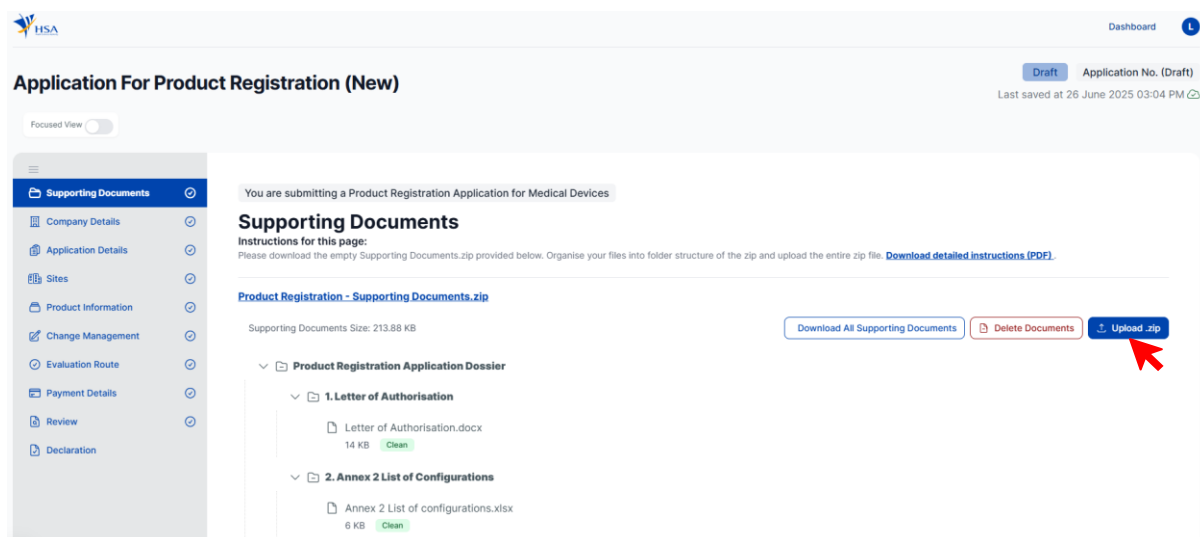 HSA
Dashboard
L
Application For Product Registration (New)
Draft
Application No. (Draft)
Last saved at 26 June 2025 03:04 PM
Focused View
Supporting Documents
Company Details
Application Details
Sites
Product Information
Change Management
Evaluation Route
Payment Details
Review
Declaration
You are submitting a Product Registration Application for Medical Devices
Supporting Documents
Instructions for this page:
Please download the empty Supporting Documents.zip provided below. Organise your files into folder structure of the zip and upload the entire zip file. Download detailed instructions (PDF).
Product Registration - Supporting Documents.zip
Supporting Documents Size: 213.88 KB
Download All Supporting Documents
Delete Documents
Upload .zip
Product Registration Application Dossier
1. Letter of Authorisation
Letter of Authorisation.docx
14 KB Clean
2. Annex 2 List of Configurations
Annex 2 List of configurations.xlsx
6 KB Clean